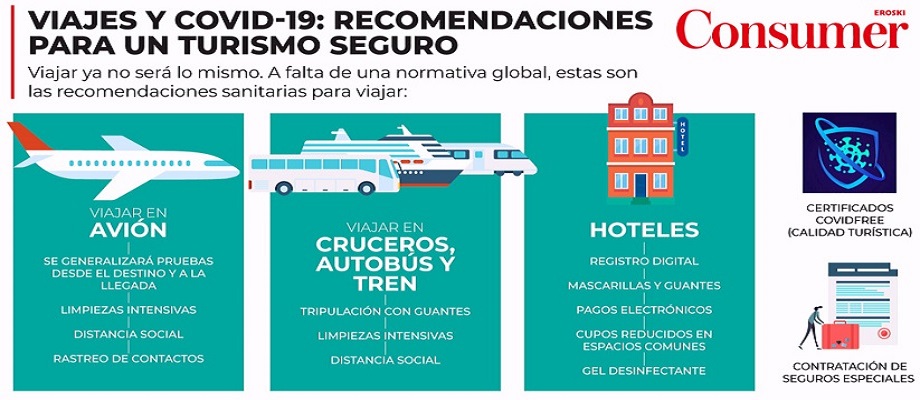 VIAJES Y COVID-19: RECOMENDACIONES
PARA UN TURISMO SEGURO
EROSKI
Consumer
Viajar ya no será lo mismo. A falta de una normativa global, estas son
las recomendaciones sanitarias para viajar:
VIAJAR EN
AVIÓN
SE GENERALIZARÁ PRUEBAS
DESDE EL DESTINO Y A LA
LLEGADA
LIMPIEZAS INTENSIVAS
DISTANCIA SOCIAL
RASTREO DE CONTACTOS
VIAJAR EN
CRUCEROS,
AUTOBÚS Y
TREN
TRIPULACIÓN CON GUANTES
LIMPIEZAS INTENSIVAS
DISTANCIA SOCIAL
HOTEL
HOTELES
REGISTRO DIGITAL
MASCARILLAS Y GUANTES
PAGOS ELECTRÓNICOS
CUPOS REDUCIDOS EN
ESPACIOS COMUNES
GEL DESINFECTANTE
CERTIFICADOS
COVIDFREE
(CALIDAD TURÍSTICA)
CONTRATACIÓN DE
SEGUROS ESPECIALES